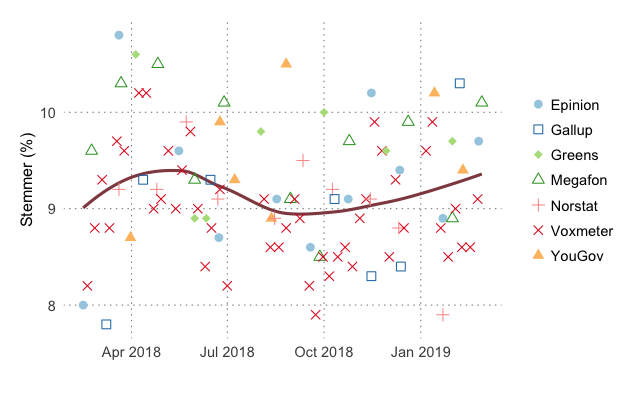 Stemmer (%)
10
9
8
Apr 2018
Jul 2018
Oct 2018
Jan 2019
Epinion
Gallup
Greens
Megafon
Norstat
Voxmeter
YouGov